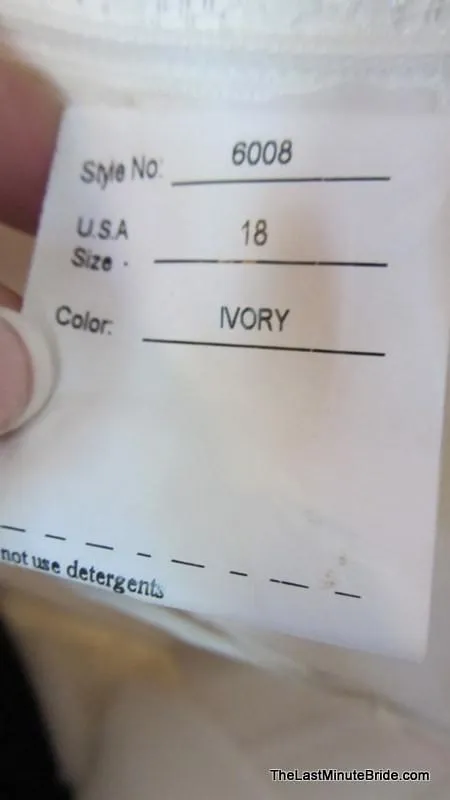 Style No: 6008
U.S.A
Size 18
Color: IVORY
not use detergents
TheLastMinuteBride.com